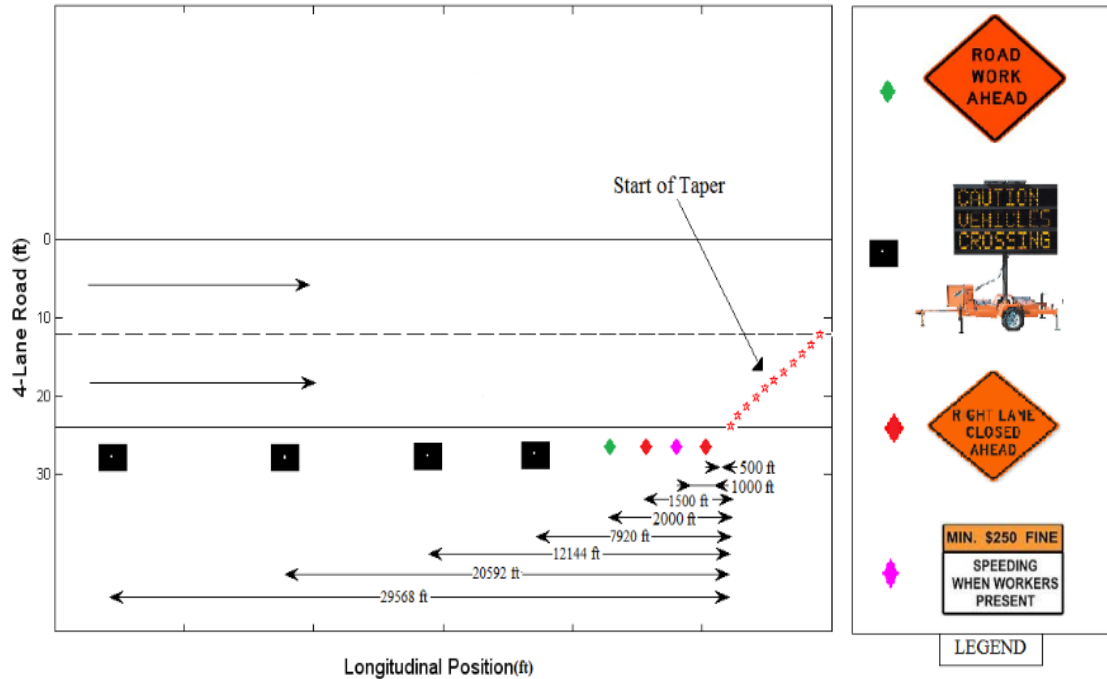 Start of Taper
4-Lane Road (ft)
0
10
20
30
500 ft
1000 ft
1500 ft
2000 ft
7920 ft
12144 ft
20592 ft
29568 ft
Longitudinal Position(ft)
ROAD
WORK
AHEAD
CAUTION
VEHICLES
CROSSING
RIGHT LANE
CLOSED
AHEAD
MIN. $250 FINE
SPEEDING
WHEN WORKERS
PRESENT
LEGEND